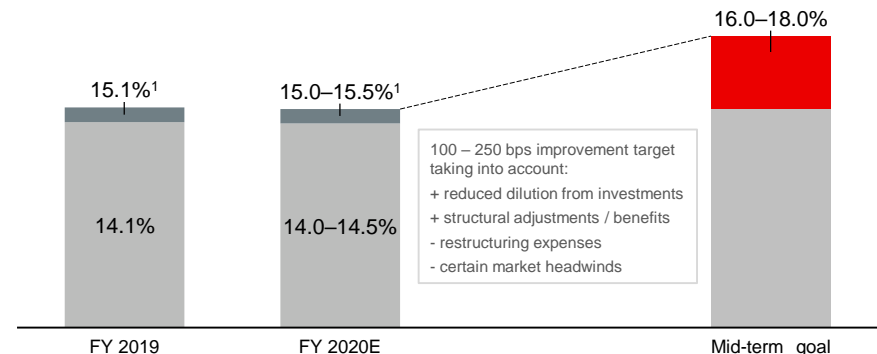 16.0–18.0%
15.1%¹
15.0–15.5%¹
100 – 250 bps improvement target
taking into account:
+ reduced dilution from investments
+ structural adjustments / benefits
- restructuring expenses
- certain market headwinds
14.1%
14.0–14.5%
FY 2019
FY 2020E
Mid-term goal